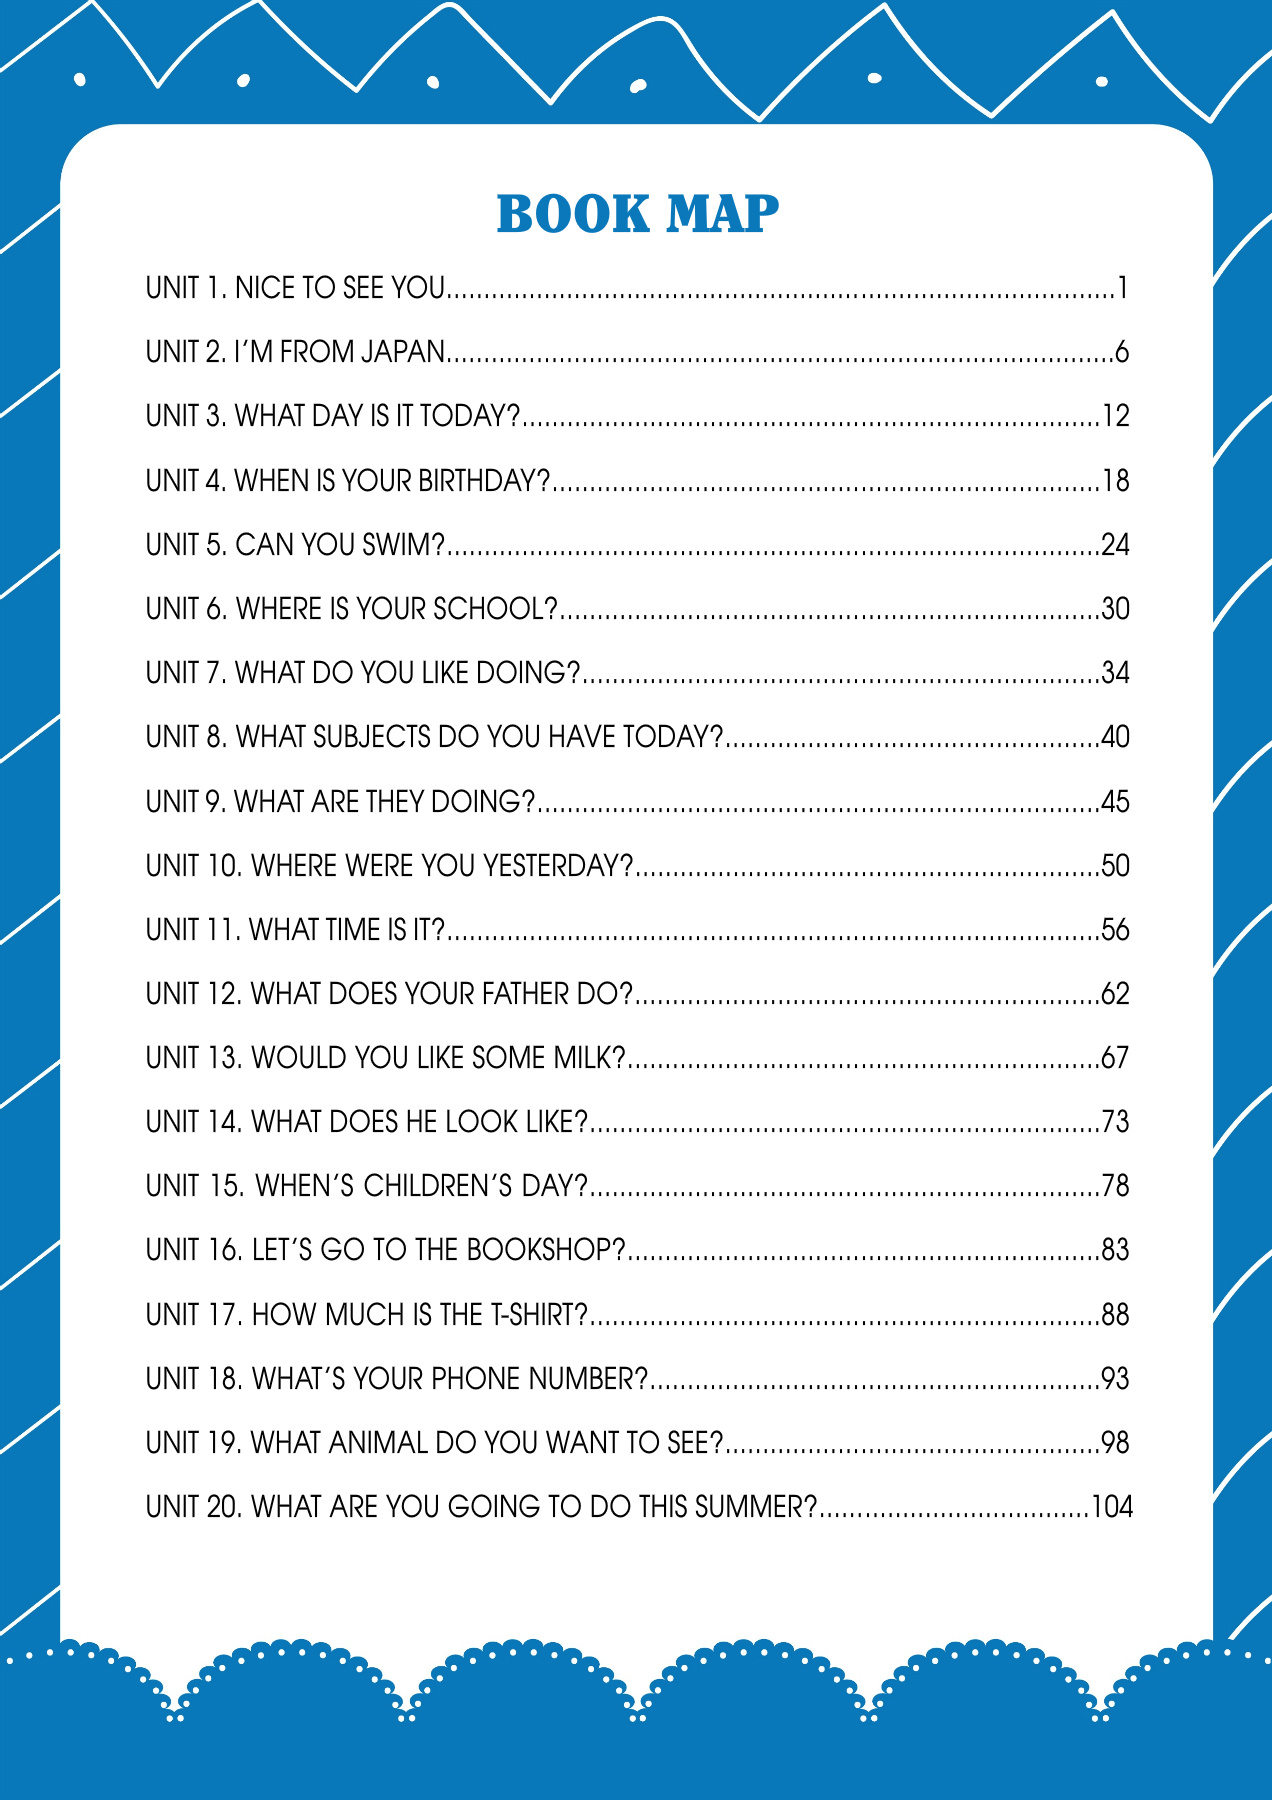 BOOK MAP
UNIT 1. NICE TO SEE YOU........................................................................................1
UNIT 2. I’M FROM JAPAN........................................................................................6
UNIT 3. WHAT DAY IS IT TODAY?............................................................................12
UNIT 4. WHEN IS YOUR BIRTHDAY?........................................................................18
UNIT 5. CAN YOU SWIM?......................................................................................24
UNIT 6. WHERE IS YOUR SCHOOL?.......................................................................30
UNIT 7. WHAT DO YOU LIKE DOING?....................................................................34
UNIT 8. WHAT SUBJECTS DO YOU HAVE TODAY?.................................................40
UNIT 9. WHAT ARE THEY DOING?..........................................................................45
UNIT 10. WHERE WERE YOU YESTERDAY?.............................................................50
UNIT 11. WHAT TIME IS IT?......................................................................................56
UNIT 12. WHAT DOES YOUR FATHER DO?.............................................................62
UNIT 13. WOULD YOU LIKE SOME MILK?..............................................................67
UNIT 14. WHAT DOES HE LOOK LIKE?...................................................................73
UNIT 15. WHEN’S CHILDREN’S DAY?...................................................................78
UNIT 16. LET’S GO TO THE BOOKSHOP?..............................................................83
UNIT 17. HOW MUCH IS THE T-SHIRT?...................................................................88
UNIT 18. WHAT’S YOUR PHONE NUMBER?...........................................................93
UNIT 19. WHAT ANIMAL DO YOU WANT TO SEE?.................................................98
UNIT 20. WHAT ARE YOU GOING TO DO THIS SUMMER?...................................104